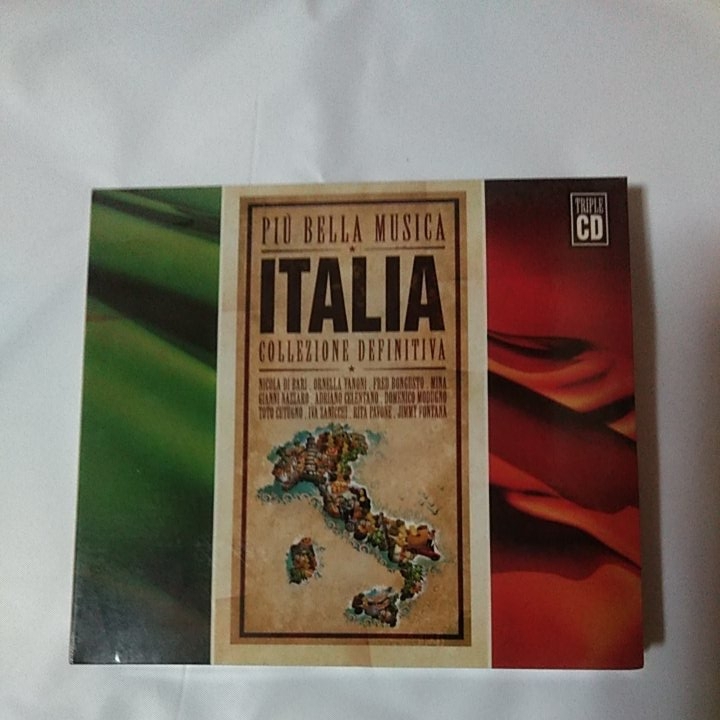 PIÙ BELLA MUSICA
ITALIA
COLLEZIONE DEFINITIVA
NICOLA DI BARI . ORNELLA VANONI . FRED BONGUSTO . MINA
GIANNI NAZZARO . ADRIANO CELENTANO . DOMENICO MODUGNO
TOTO CUTUGNO . IVA ZANICCHI . RITA PAVONE . JIMMY FONTANA
TRIPLE
CD